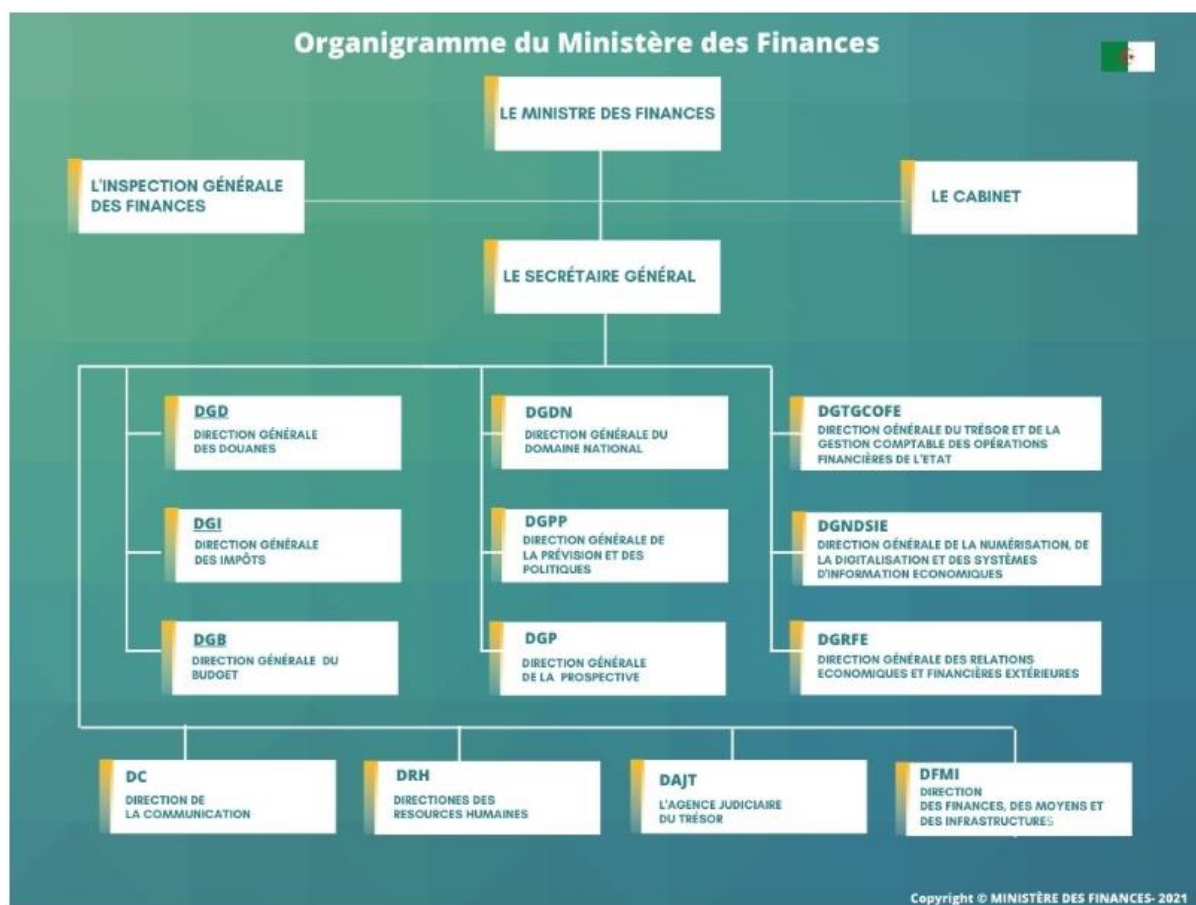 Organigramme du Ministère des Finances
LE MINISTRE DES FINANCES
L'INSPECTION GÉNÉRALE
DES FINANCES
LE CABINET
LE SECRÉTAIRE GÉNÉRAL
DGD
DIRECTION GÉNÉRALE
DES DOUANES
DGDN
DIRECTION GÉNÉRALE DU
DOMAINE NATIONAL
DGTGCOFE
DIRECTION GÉNÉRALE DU TRÉSOR ET DE LA
GESTION COMPTABLE DES OPÉRATIONS
FINANCIÈRES DE L'ETAT
DGI
DIRECTION GÉNÉRALE
DES IMPÔTS
DGPP
DIRECTION GÉNÉRALE DE
LA PRÉVISION ET DES
POLITIQUES
DGNDSIE
DIRECTION GÉNÉRALE DE LA NUMÉRISATION, DE
LA DIGITALISATION ET DES SYSTÈMES
D'INFORMATION ECONOMIQUES
DGB
DIRECTION GÉNÉRALE DU
BUDGET
DGP
DIRECTION GÉNÉRALE
DE LA PROSPECTIVE
DGRFE
DIRECTION GÉNÉRALE DES RELATIONS
ECONOMIQUES ET FINANCIÈRES EXTÉRIEURES
DC
DIRECTION DE
LA COMMUNICATION
DRH
DIRECTIONES DES
RESOURCES HUMAINES
DAJT
L'AGENCE JUDICIAIRE
DU TRÉSOR
DFMI
DIRECTION
DES FINANCES, DES MOYENS ET
DES INFRASTRUCTURES
Copyright © MINISTÈRE DES FINANCES- 2021